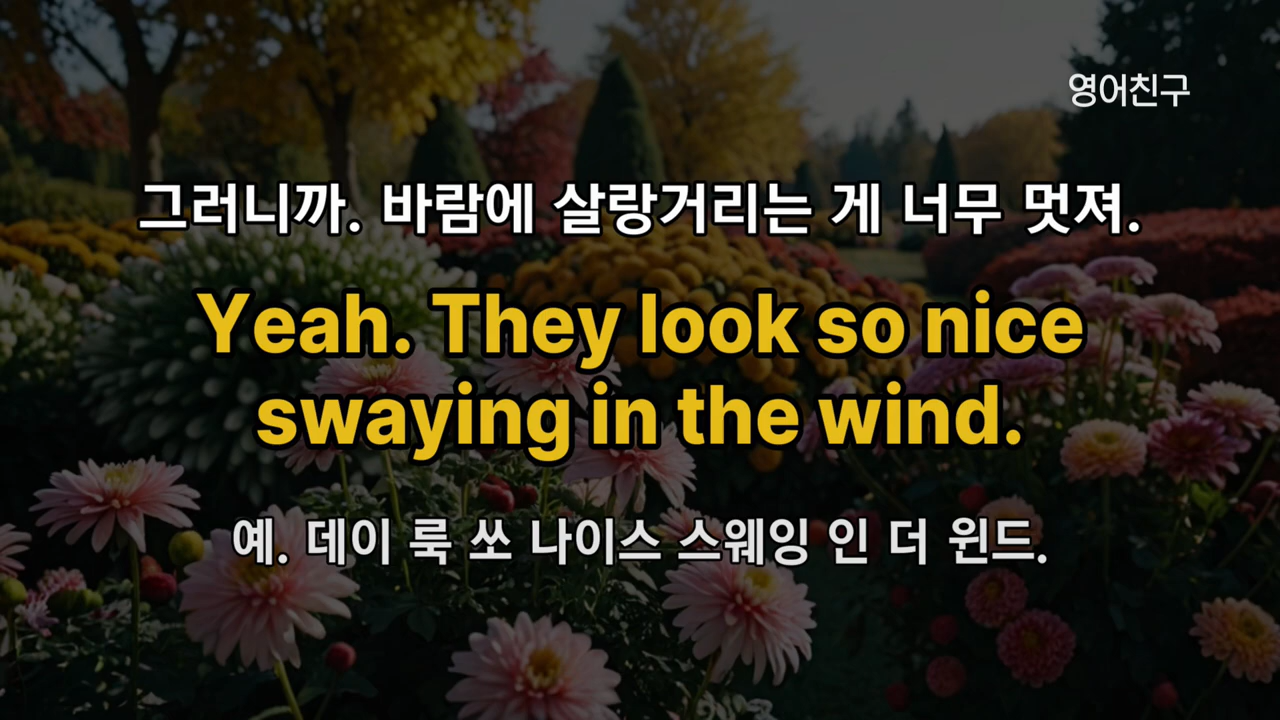 영어친구
그러니까. 바람에 살랑거리는 게 너무 멋져.
Yeah. They look so nice
swaying in the wind.
예. 데이 룩 쏘 나이스 스웨잉 인 더 윈드.